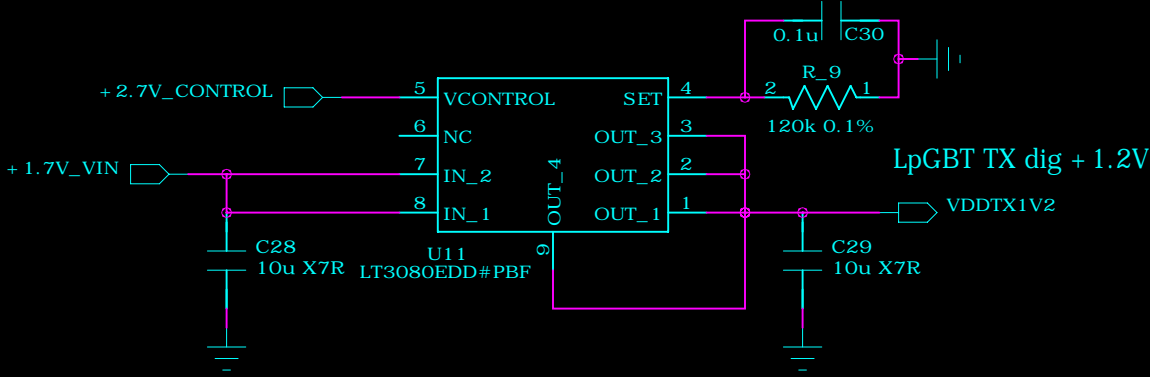 0.1u
C30
R_9
2
1
120k 0.1%
+2.7V_CONTROL
5
VCONTROL
SET
4
6
NC
OUT_3
3
LpGBT TX dig +1.2V
+1.7V_VIN
7
IN_2
OUT_4
OUT_2
2
8
IN_1
OUT_1
1
VDDTX1V2
C28
10u X7R
U11
LT3080EDD#PBF
9
C29
10u X7R